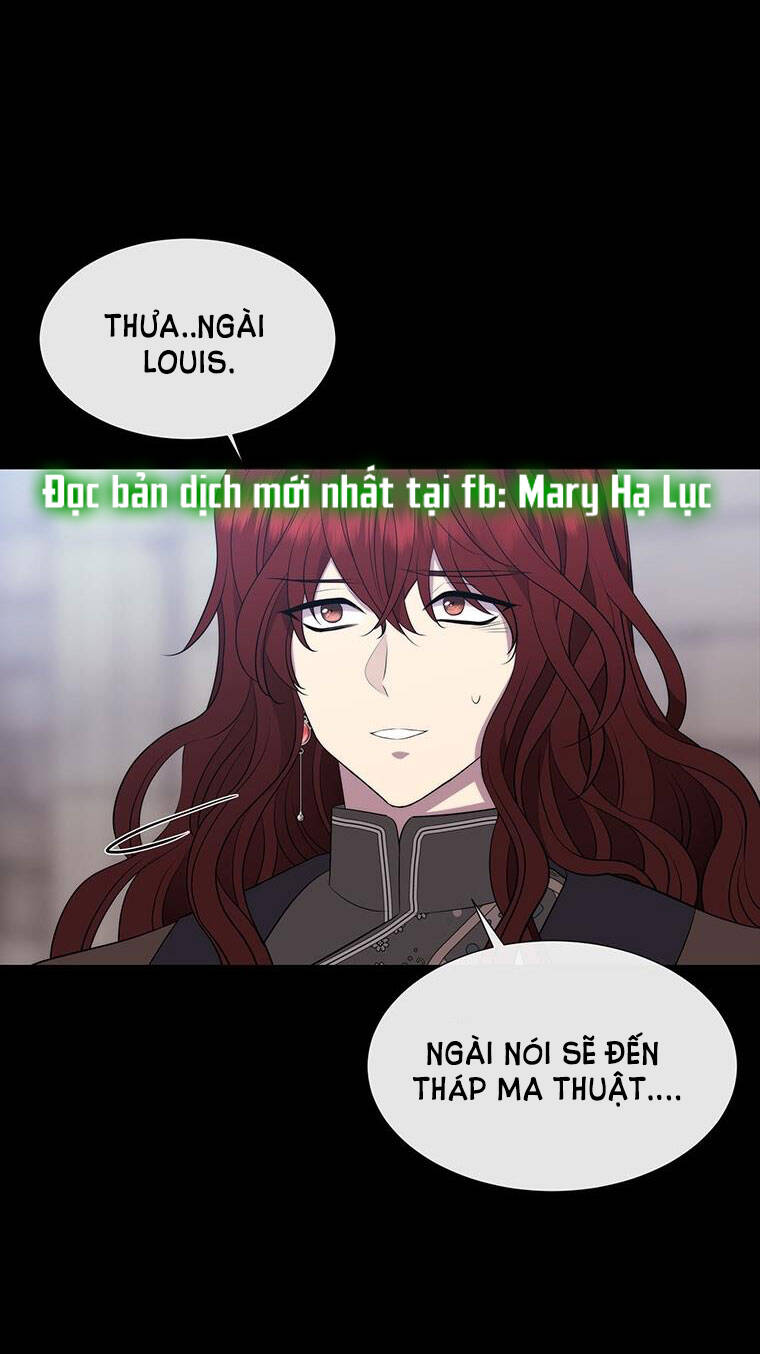 THƯA..NGÀI
LOUIS.
Đọc bản dịch mới nhất tại fb: Mary Hạ Lục
NGÀI NÓI SẼ ĐẾN
THÁP MA THUẬT....